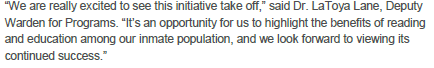 “We are really excited to see this initiative take off,” said Dr. LaToya Lane, Deputy
Warden for Programs. “It's an opportunity for us to highlight the benefits of reading
and education among our inmate population, and we look forward to viewing its
continued success.”